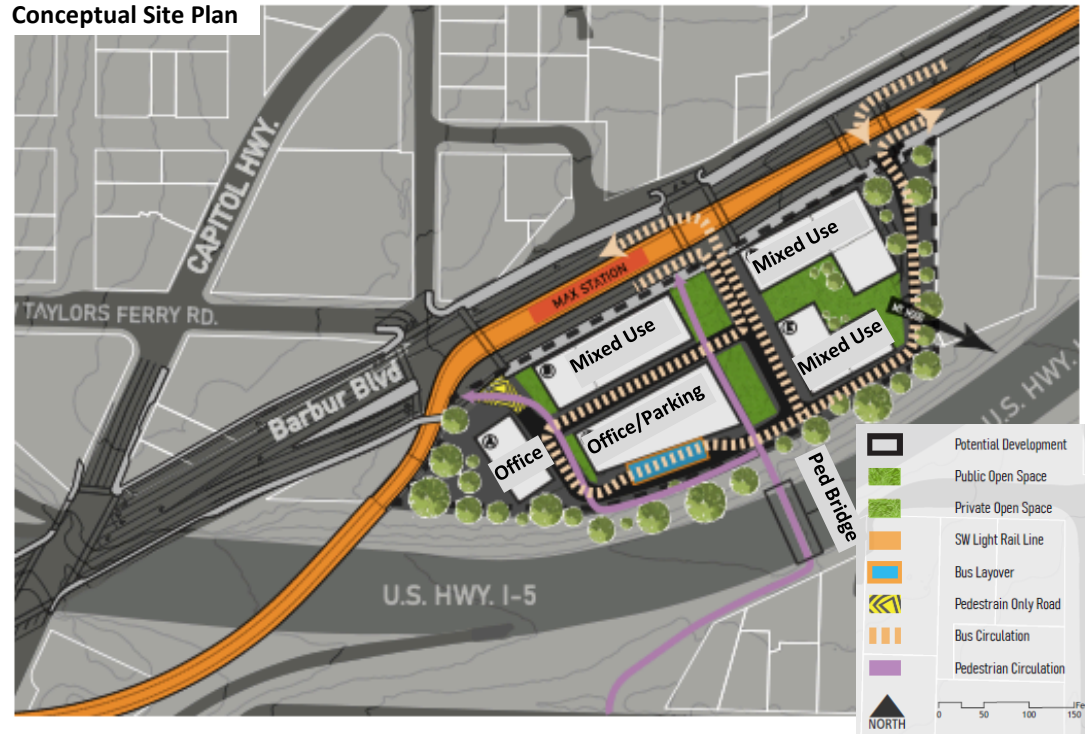 Conceptual Site Plan
CAPITOL HWY.
TAYLORS FERRY RD.
Barbur Blvd
MAX STATION
Mixed Use
Mixed Use
Mixed Use
Office/Parking
Office
Ped Bridge
U.S. HWY. I-5
U.S. HWY.
Potential Development
Public Open Space
Private Open Space
SW Light Rail Line
Bus Layover
Pedestrain Only Road
Bus Circulation
Pedestrian Circulation
NORTH
0 50 100 150